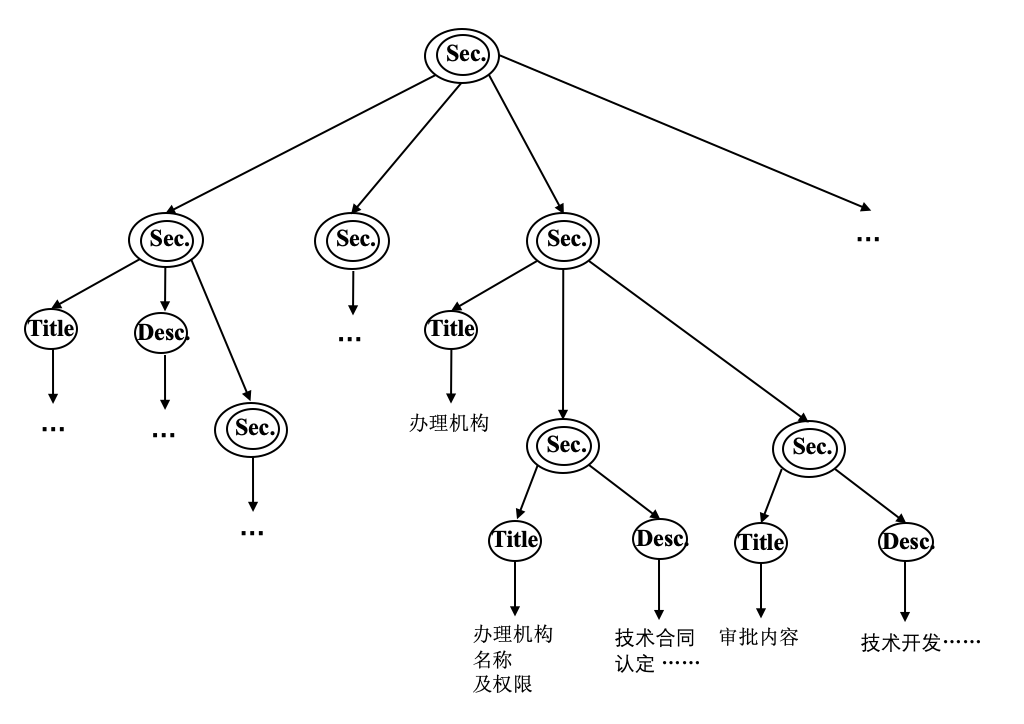 Sec.
Sec.
Sec.
Sec.
...
Title
Desc.
...
Title
...
...
Sec.
办理机构
Sec.
Sec.
...
Title
Desc.
Title
Desc.
办理机构
名称
及权限
技术合同
认定 ······
审批内容
技术开发······